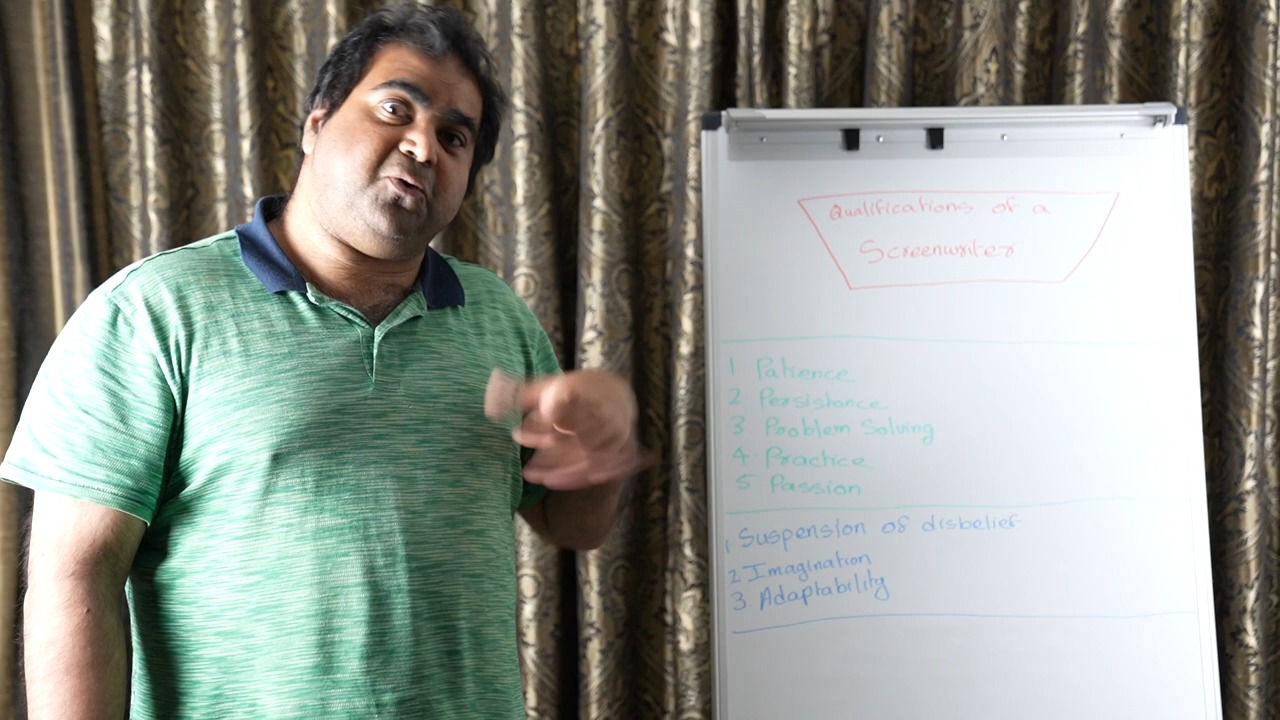 Qualifications of a
Screenwriter
1 Patience
2 Persistance
3. Problem Solving
4. Practice
5 Passion
1. Suspension of disbelief
2. Imagination
3. Adaptability